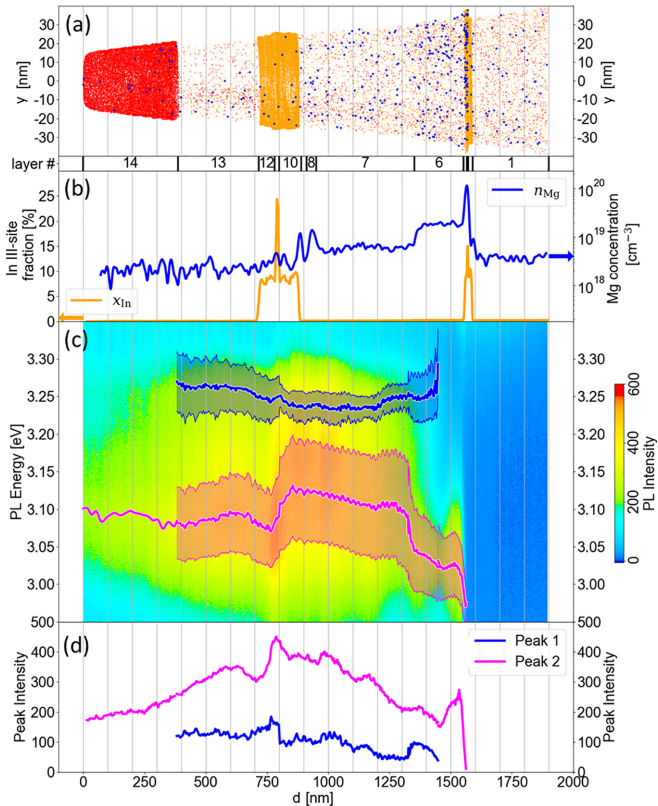 (a)
30
20
10
0
-10
-20
-30
y [nm]
30
20
10
0
-10
-20
-30
y [nm]
layer # 14 13 12 10 8 7 6 1
(b)
25
20
15
10
5
0
In III-site
fraction [%]
x_In
n_Mg
10^20
10^19
10^18
Mg concentration
[cm^-3]
(c)
3.30
3.25
3.20
3.15
3.10
3.05
3.00
500
PL Energy [eV]
3.30
3.25
3.20
3.15
3.10
3.05
3.00
500
600
400
200
0
PL Intensity
(d)
400
300
200
100
0
Peak Intensity
Peak 1
Peak 2
400
300
200
100
0
Peak Intensity
0 250 500 750 1000 1250 1500 1750 2000
d [nm]